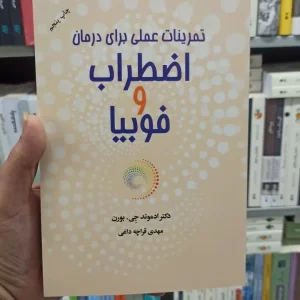 چاپ پنجم
تمرینات عملی برای درمان
اضطراب
و
فوبیا
دکتر ادموند جی. بورن
مهدی قراچه داغی